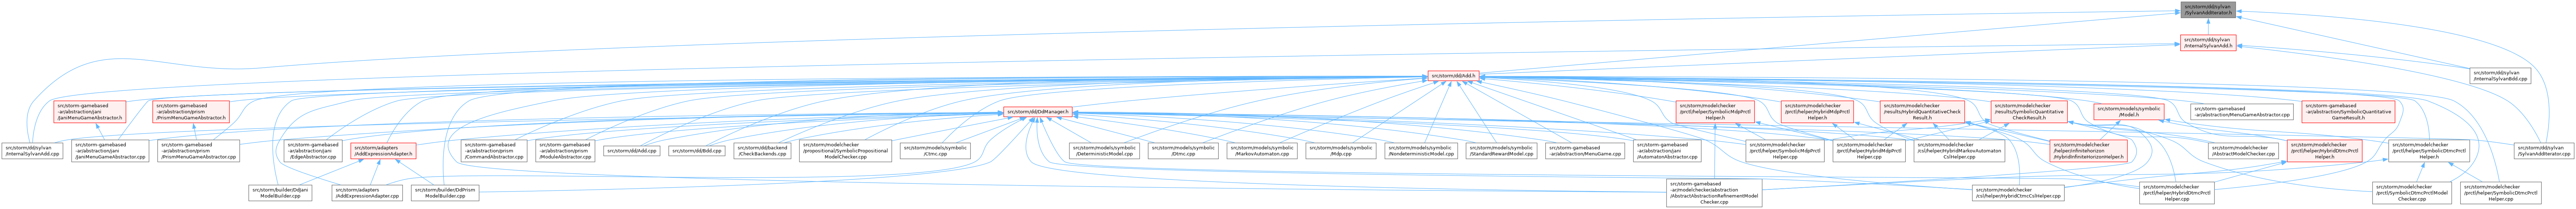 src/storm/dd/sylvan
/SylvanAddIterator.h
src/storm/dd/sylvan
/InternalSylvanAdd.h
src/storm/dd/Add.h
src/storm/dd/sylvan
/InternalSylvanBdd.cpp
src/storm-gamebased
-ar/abstraction/jani
/JaniMenuGameAbstractor.h
src/storm-gamebased
-ar/abstraction/prism
/PrismMenuGameAbstractor.h
src/storm/dd/DdManager.h
src/storm/modelchecker
/prctl/helper/SymbolicMdpPrctl
Helper.h
src/storm/modelchecker
/prctl/helper/HybridMdpPrctl
Helper.h
src/storm/modelchecker
/results/HybridQuantitativeCheck
Result.h
src/storm/modelchecker
/results/SymbolicQuantitative
CheckResult.h
src/storm/models/symbolic
/Model.h
src/storm-gamebased
-ar/abstraction/MenuGameAbstractor.h
src/storm-gamebased
-ar/abstraction/SymbolicQuantitative
GameResult.h
src/storm/dd/sylvan
/InternalSylvanAdd.cpp
src/storm-gamebased
-ar/abstraction/jani
/JaniMenuGameAbstractor.cpp
src/storm-gamebased
-ar/abstraction/prism
/PrismMenuGameAbstractor.cpp
src/storm-gamebased
-ar/abstraction/jani
/EdgeAbstractor.cpp
src/storm/adapters
/AddExpressionAdapter.h
src/storm-gamebased
-ar/abstraction/prism
/CommandAbstractor.cpp
src/storm-gamebased
-ar/abstraction/prism
/ModuleAbstractor.cpp
src/storm/dd/Add.cpp
src/storm/dd/Bdd.cpp
src/storm/dd/Backend
/CheckBackends.cpp
src/storm/modelchecker
/propositional/SymbolicPropositional
ModelChecker.cpp
src/storm/models/symbolic
/Ctmc.cpp
src/storm/models/symbolic
/DeterministicModel.cpp
src/storm/models/symbolic
/Dtmc.cpp
src/storm/models/symbolic
/MarkovAutomaton.cpp
src/storm/models/symbolic
/Mdp.cpp
src/storm/models/symbolic
/NondeterministicModel.cpp
src/storm/models/symbolic
/StandardRewardModel.cpp
src/storm-gamebased
-ar/abstraction/MenuGame.cpp
src/storm-gamebased
-ar/abstraction/jani
/AutomatonAbstractor.cpp
src/storm/modelchecker
/prctl/helper/SymbolicMdpPrctl
Helper.cpp
src/storm/modelchecker
/prctl/helper/HybridMdpPrctl
Helper.cpp
src/storm/modelchecker
/csl/helper/HybridMarkovAutomaton
CslHelper.cpp
src/storm/modelchecker
/helper/infinitehorizon
/HybridInfiniteHorizonHelper.h
src/storm/modelchecker
/AbstractModelChecker.cpp
src/storm/modelchecker
/prctl/helper/HybridDtmcPrctl
Helper.h
src/storm/modelchecker
/prctl/helper/SymbolicDtmcPrctl
Helper.h
src/storm/dd/sylvan
/SylvanAddIterator.cpp
src/storm/builder/DdJani
ModelBuilder.cpp
src/storm/adapters
/AddExpressionAdapter.cpp
src/storm/builder/DdPrism
ModelBuilder.cpp
src/storm-gamebased
-ar/modelchecker/abstraction
/AbstractAbstractionRefinementModel
Checker.cpp
src/storm/modelchecker
/csl/helper/HybridCtmcCslHelper.cpp
src/storm/modelchecker
/prctl/helper/HybridDtmcPrctl
Helper.cpp
src/storm/modelchecker
/prctl/SymbolicDtmcPrctlModel
Checker.cpp
src/storm/modelchecker
/prctl/helper/SymbolicDtmcPrctl
Helper.cpp